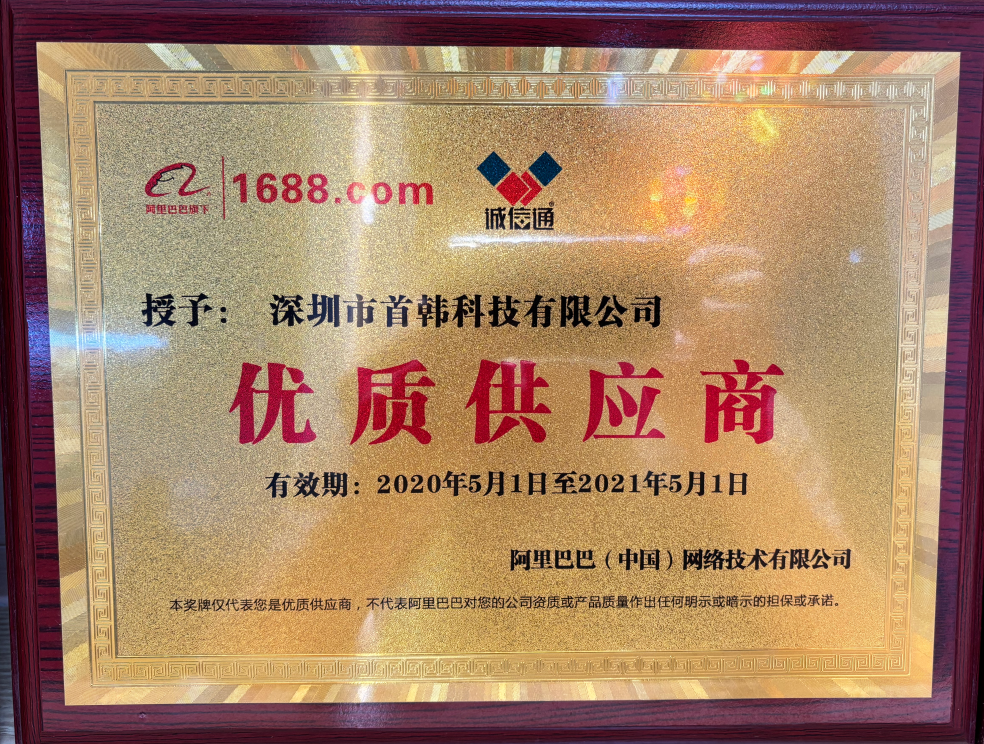 阿里巴巴旗下 1688.com
诚信通®
授予： 深圳市首韩科技有限公司
优质供应商
有效期：2020年5月1日至2021年5月1日
阿里巴巴（中国）网络技术有限公司
本奖牌仅代表您是优质供应商，不代表阿里巴巴对您的公司资质或产品质量作出任何明示或暗示的担保或承诺。